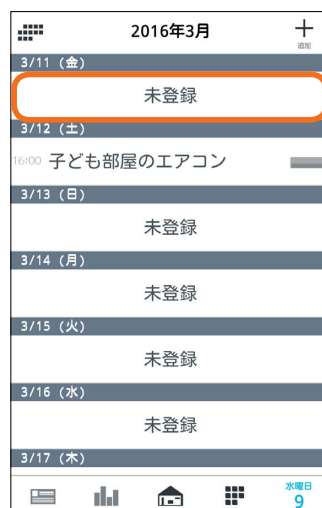 2016年3月
追加
3/11 (金)
未登録
3/12 (土)
16:00 子ども部屋のエアコン
3/13 (日)
未登録
3/14 (月)
未登録
3/15 (火)
未登録
3/16 (水)
未登録
3/17 (木)
水曜日
9